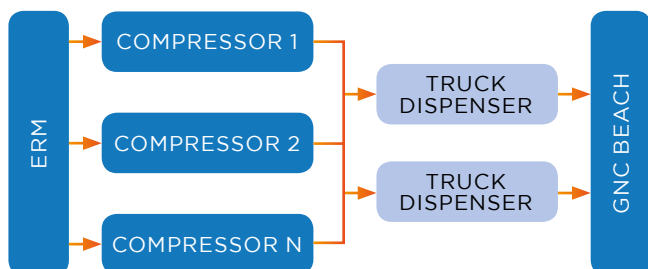 ERM
COMPRESSOR 1
COMPRESSOR 2
COMPRESSOR N
TRUCK
DISPENSER
TRUCK
DISPENSER
GNC BEACH